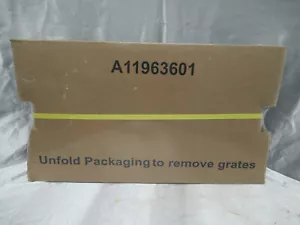 A11963601
Unfold Packaging to remove grates